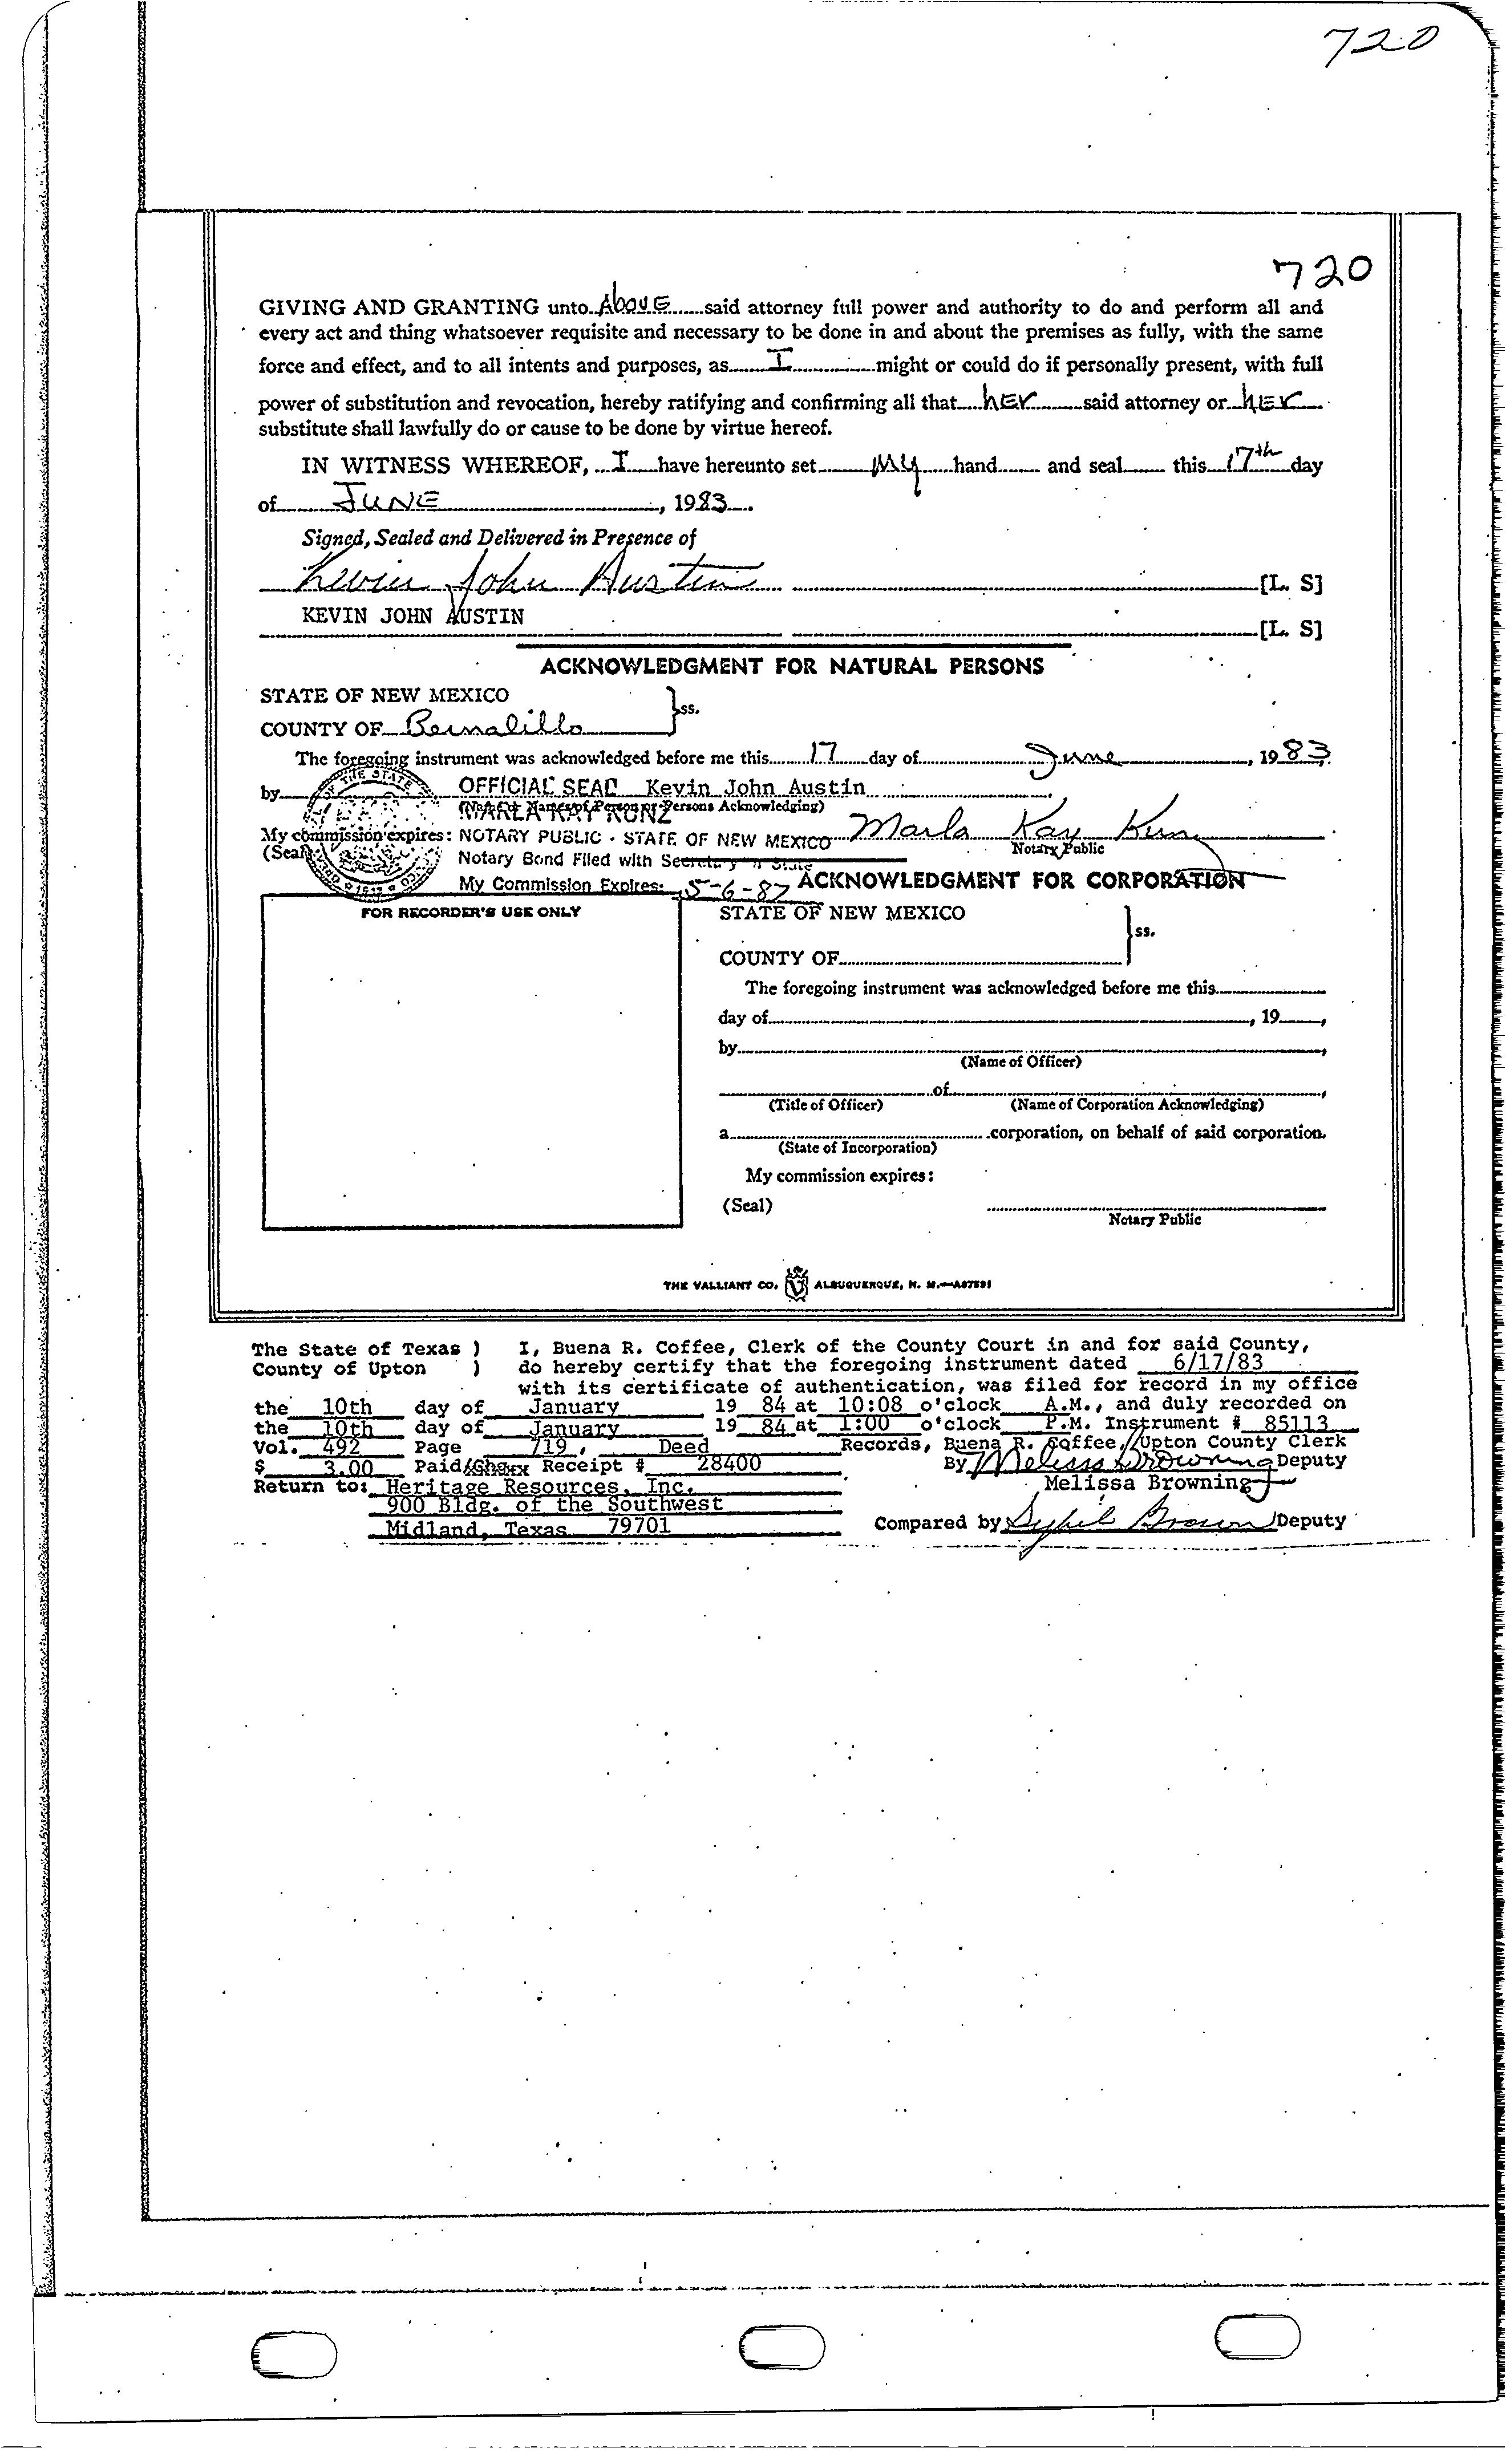 720
720
GIVING AND GRANTING unto Above said attorney full power and authority to do and perform all and
every act and thing whatsoever requisite and necessary to be done in and about the premises as fully, with the same
force and effect, and to all intents and purposes, as I might or could do if personally present, with full
power of substitution and revocation, hereby ratifying and confirming all that her said attorney or her
substitute shall lawfully do or cause to be done by virtue hereof.
IN WITNESS WHEREOF, I have hereunto set My hand and seal this 17th day
of JUNE, 1983.
Signed, Sealed and Delivered in Presence of
Kevin John Austin [L. S]
KEVIN JOHN AUSTIN
[L. S]
ACKNOWLEDGMENT FOR NATURAL PERSONS
STATE OF NEW MEXICO
ss.
COUNTY OF Bernalillo
The foregoing instrument was acknowledged before me this 17 day of June, 1983,
by OFFICIAL SEAL Kevin John Austin
(Name or Names of Person or Persons Acknowledging)
MARLA KAY KUNZ
My commission expires: NOTARY PUBLIC - STATE OF NEW MEXICO Marla Kay Kunz
Notary Public
(Seal) Notary Bond Filed with Secretary of State
My Commission Expires: 5-6-87
ACKNOWLEDGMENT FOR CORPORATION
FOR RECORDER'S USE ONLY
STATE OF NEW MEXICO
ss.
COUNTY OF
The foregoing instrument was acknowledged before me this
day of, 19,
by,
(Name of Officer)
of,
(Title of Officer) (Name of Corporation Acknowledging)
a corporation, on behalf of said corporation.
(State of Incorporation)
My commission expires:
(Seal)
Notary Public
THE VALLIANT CO. V ALBUQUERQUE, N. M.—A67891
The State of Texas ) I, Buena R. Coffee, Clerk of the County Court in and for said County,
County of Upton ) do hereby certify that the foregoing instrument dated 6/17/83
with its certificate of authentication, was filed for record in my office
the 10th day of January 19 84 at 10:08 o'clock A.M., and duly recorded on
the 10th day of January 19 84 at 1:00 o'clock P.M. Instrument # 85113
Vol. 492 Page 719, Deed Records, Buena R. Coffee, Upton County Clerk
$ 3.00 Paid/Chgxx Receipt # 28400 By Melissa Browning Deputy
Return to: Heritage Resources, Inc. Melissa Browning
900 Bldg. of the Southwest
Midland, Texas 79701 Compared by Sybil Brown Deputy